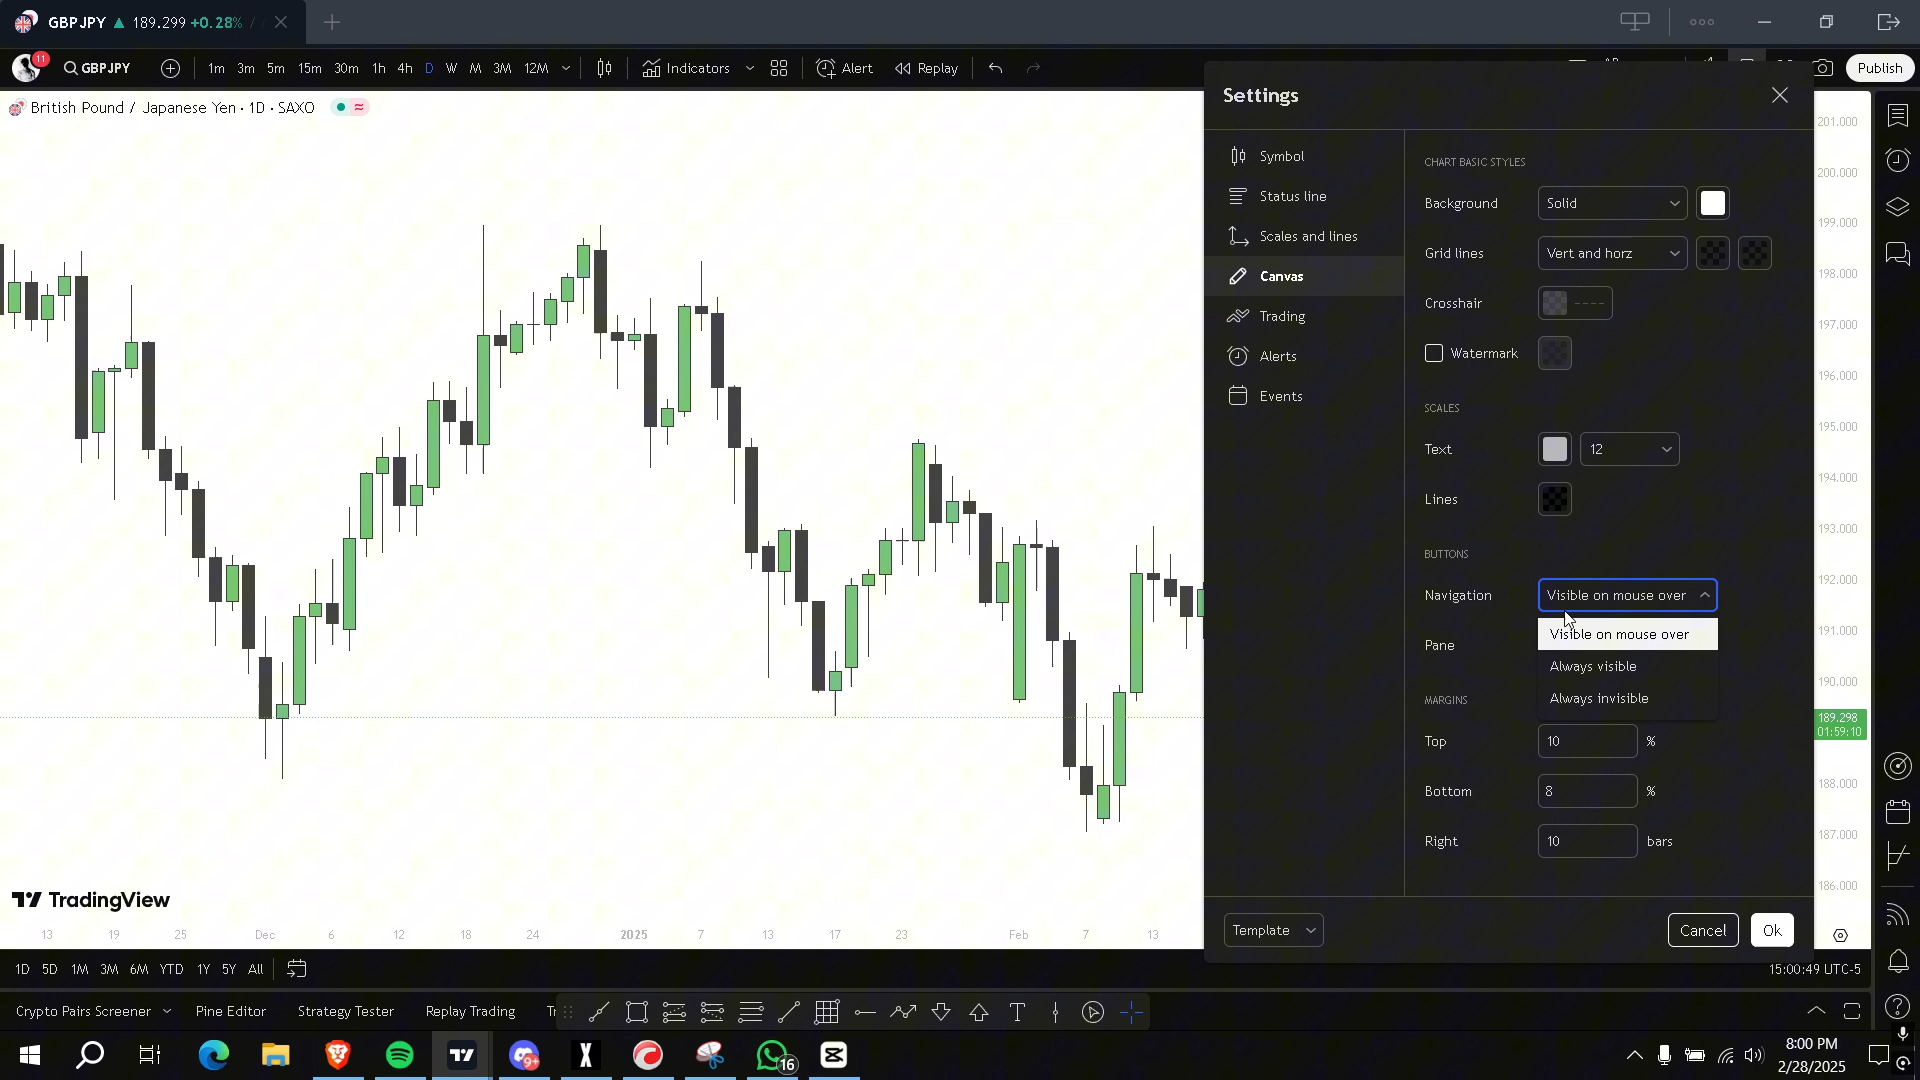 GBPJPY ▲ 189.299 +0.28% /
11
GBPJPY
1m 3m 5m 15m 30m 1h 4h D W M 3M 12M
Indicators
Alert
Replay
Publish
British Pound / Japanese Yen · 1D · SAXO
Settings
Symbol
Status line
Scales and lines
Canvas
Trading
Alerts
Events
CHART BASIC STYLES
Background Solid
Grid lines Vert and horz
Crosshair
Watermark
SCALES
Text 12
Lines
BUTTONS
Navigation Visible on mouse over
Visible on mouse over
Always visible
Always invisible
Pane
MARGINS
Top 10 %
Bottom 8 %
Right 10 bars
Template
Cancel
Ok
201.000
200.000
199.000
198.000
197.000
196.000
195.000
194.000
193.000
192.000
191.000
190.000
189.298
01:59:10
188.000
187.000
186.000
TradingView
13 19 25 Dec 6 12 18 24 2025 7 13 17 23 Feb 7 13
1D 5D 1M 3M 6M YTD 1Y 5Y All
15:00:49 UTC-5
Crypto Pairs Screener
Pine Editor
Strategy Tester
Replay Trading
9+
16
8:00 PM
2/28/2025